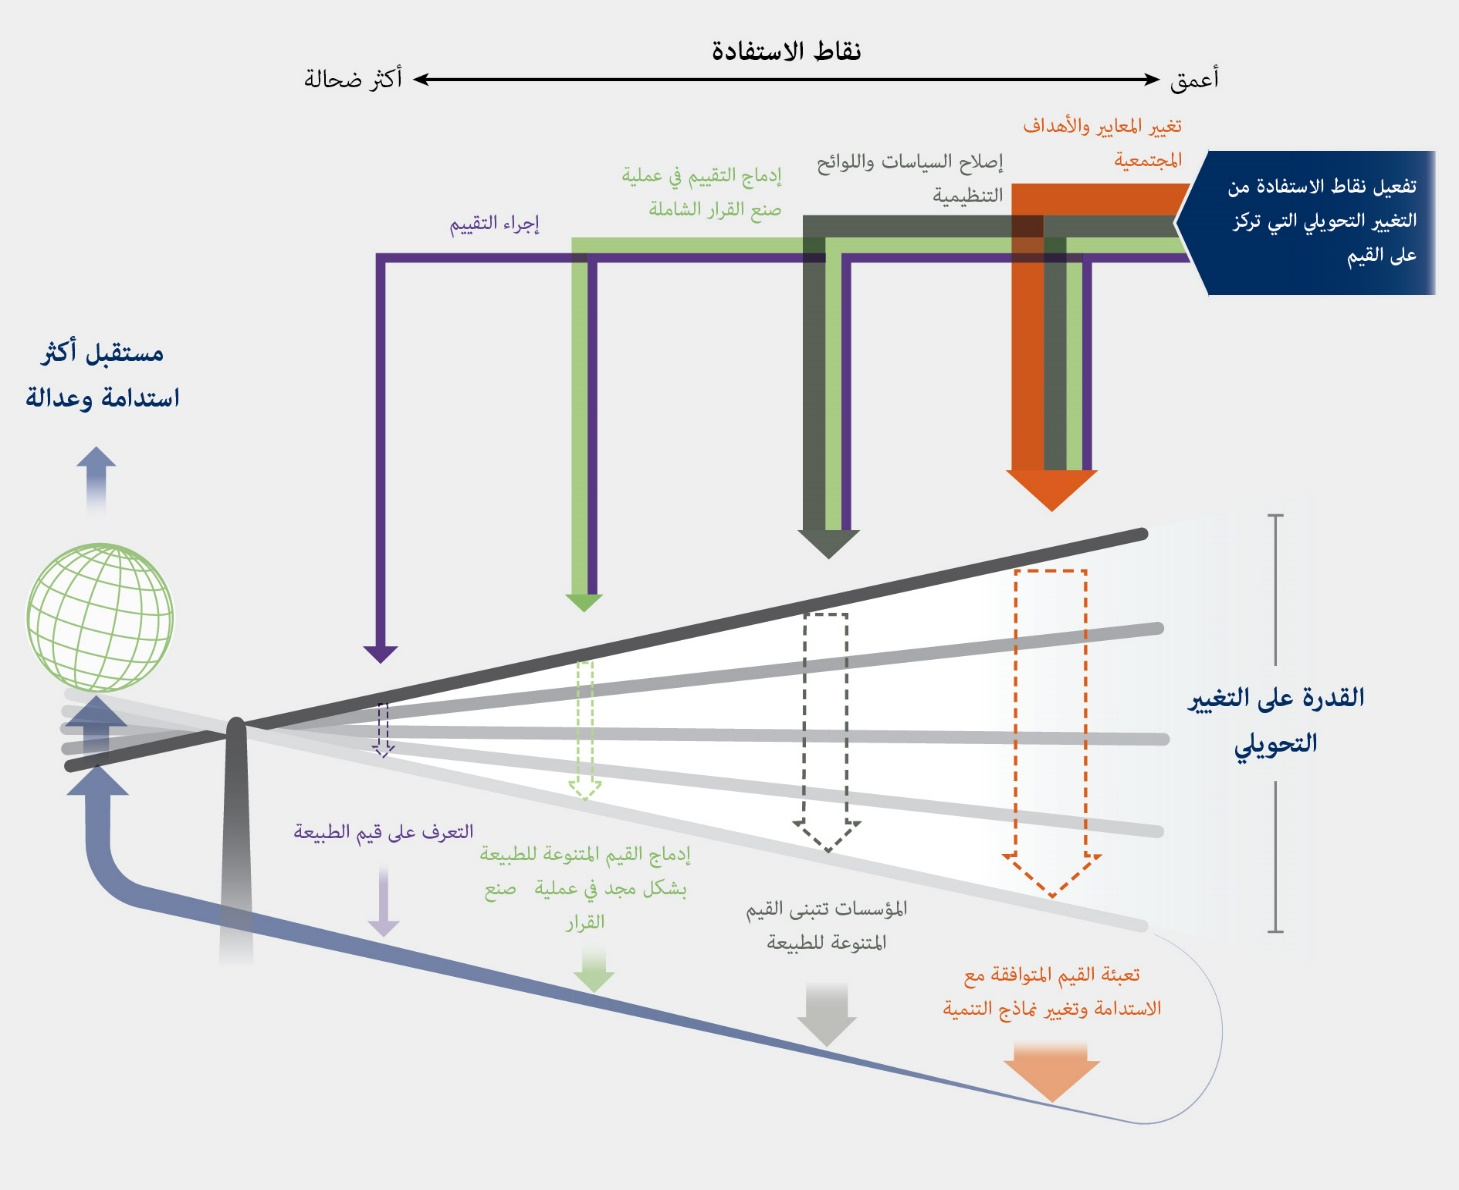 نقاط الاستفادة
أعمق
أكثر ضحالة
تغيير المعايير والأهداف
المجتمعية
إصلاح السياسات واللوائح
التنظيمية
إدماج التقييم في عملية
صنع القرار الشاملة
إجراء التقييم
تفعيل نقاط الاستفادة من
التغيير التحويلي التي تركز
على القيم
مستقبل أكثر
استدامة وعدالة
القدرة على التغيير
التحويلي
التعرف على قيم الطبيعة
إدماج القيم المتنوعة للطبيعة
بشكل مجد في عملية صنع
القرار
المؤسسات تتبنى القيم
المتنوعة للطبيعة
تعبئة القيم المتوافقة مع
الاستدامة وتغيير نماذج التنمية